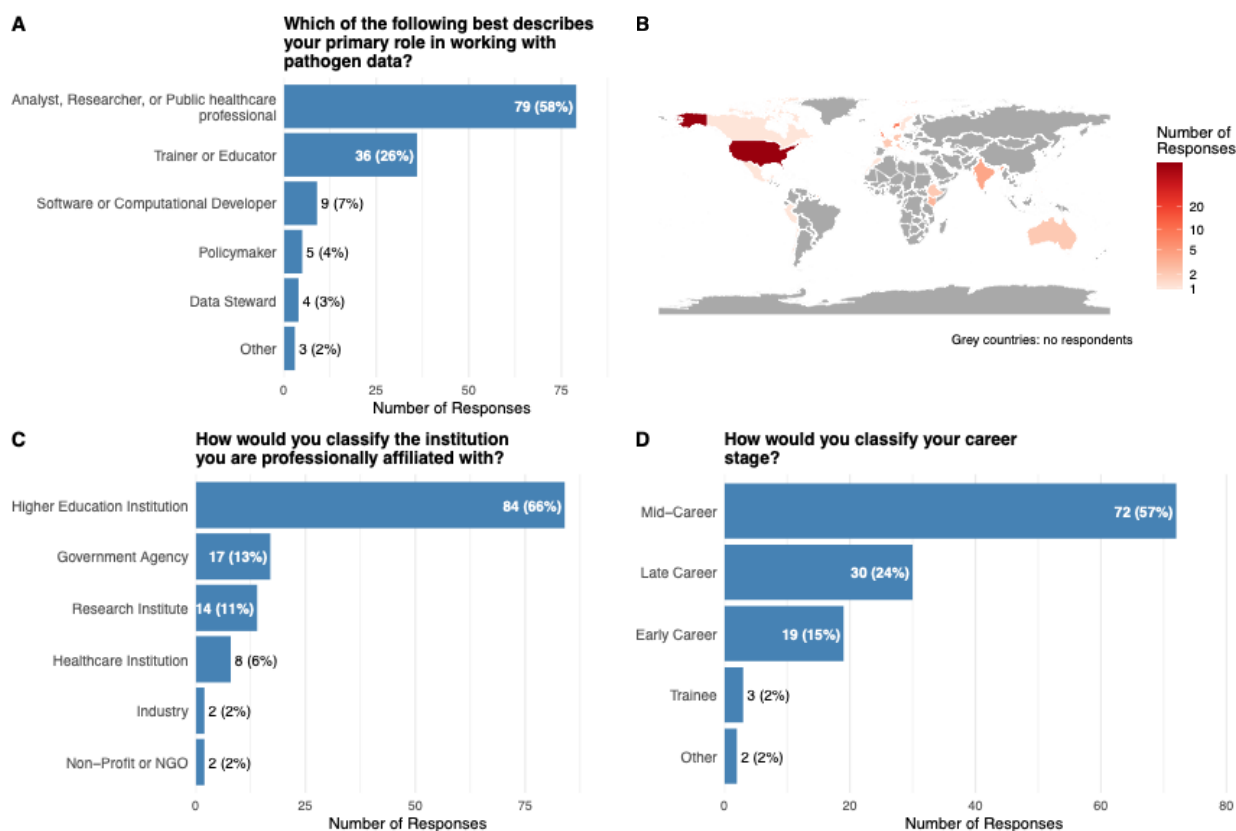 A
Which of the following best describes
your primary role in working with
pathogen data?
Analyst, Researcher, or Public healthcare
professional
79 (58%)
Trainer or Educator
36 (26%)
Software or Computational Developer
9 (7%)
Policymaker
5 (4%)
Data Steward
4 (3%)
Other
3 (2%)
0 25 50 75
Number of Responses
B
Number of
Responses
20
10
5
2
1
Grey countries: no respondents
C
How would you classify the institution
you are professionally affiliated with?
Higher Education Institution
84 (66%)
Government Agency
17 (13%)
Research Institute
14 (11%)
Healthcare Institution
8 (6%)
Industry
2 (2%)
Non−Profit or NGO
2 (2%)
0 25 50 75
Number of Responses
D
How would you classify your career
stage?
Mid−Career
72 (57%)
Late Career
30 (24%)
Early Career
19 (15%)
Trainee
3 (2%)
Other
2 (2%)
0 20 40 60 80
Number of Responses